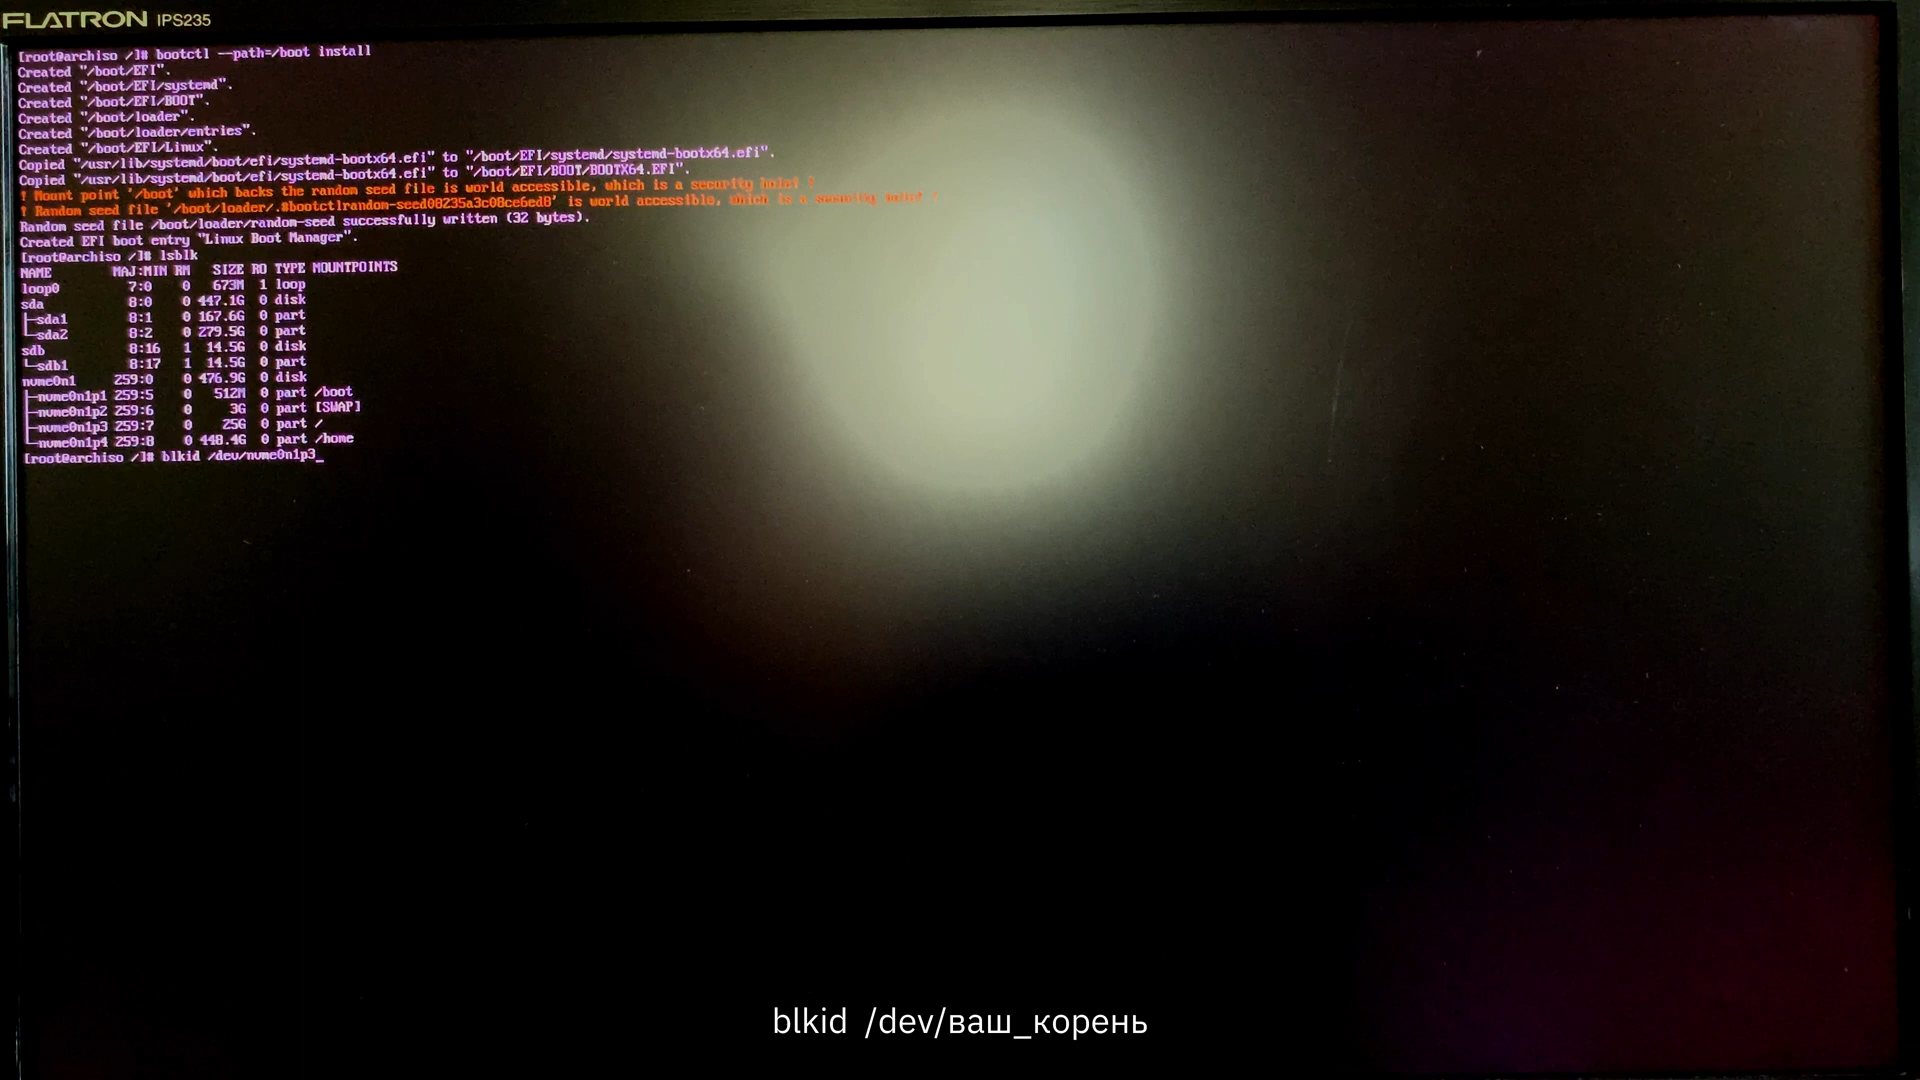 FLATRON IPS235
[root@archiso /]# bootctl --path=/boot install
Created "/boot/EFI".
Created "/boot/EFI/systemd".
Created "/boot/EFI/BOOT".
Created "/boot/loader".
Created "/boot/loader/entries".
Created "/boot/EFI/Linux".
Copied "/usr/lib/systemd/boot/efi/systemd-bootx64.efi" to "/boot/EFI/systemd/systemd-bootx64.efi".
Copied "/usr/lib/systemd/boot/efi/systemd-bootx64.efi" to "/boot/EFI/BOOT/BOOTX64.EFI".
! Mount point '/boot' which backs the random seed file is world accessible, which is a security hole! !
! Random seed file '/boot/loader/.#bootctlrandom-seed08235a3c08ce6ed8' is world accessible, which is a security hole! !
Random seed file /boot/loader/random-seed successfully written (32 bytes).
Created EFI boot entry "Linux Boot Manager".
[root@archiso /]# lsblk
NAME MAJ:MIN RM SIZE RO TYPE MOUNTPOINTS
loop0 7:0 0 673M 1 loop
sda 8:0 0 447.1G 0 disk
├─sda1 8:1 0 167.6G 0 part
└─sda2 8:2 0 279.5G 0 part
sdb 8:16 1 14.5G 0 disk
└─sdb1 8:17 1 14.5G 0 part
nvme0n1 259:0 0 476.9G 0 disk
├─nvme0n1p1 259:5 0 512M 0 part /boot
├─nvme0n1p2 259:6 0 3G 0 part [SWAP]
├─nvme0n1p3 259:7 0 25G 0 part /
└─nvme0n1p4 259:8 0 448.4G 0 part /home
[root@archiso /]# blkid /dev/nvme0n1p3_
blkid /dev/ваш_корень